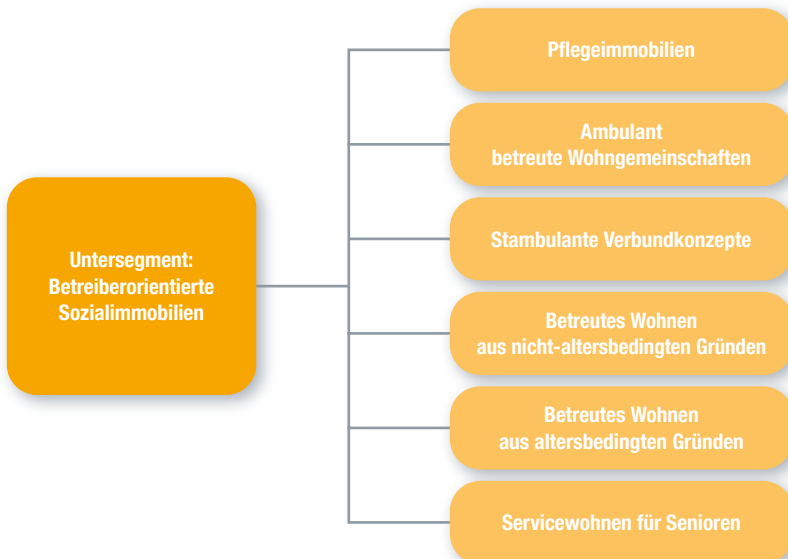 Untersegment:
Betreiberorientierte
Sozialimmobilien
Pflegeimmobilien
Ambulant
betreute Wohngemeinschaften
Stambulante Verbundkonzepte
Betreutes Wohnen
aus nicht-altersbedingten Gründen
Betreutes Wohnen
aus altersbedingten Gründen
Servicewohnen für Senioren